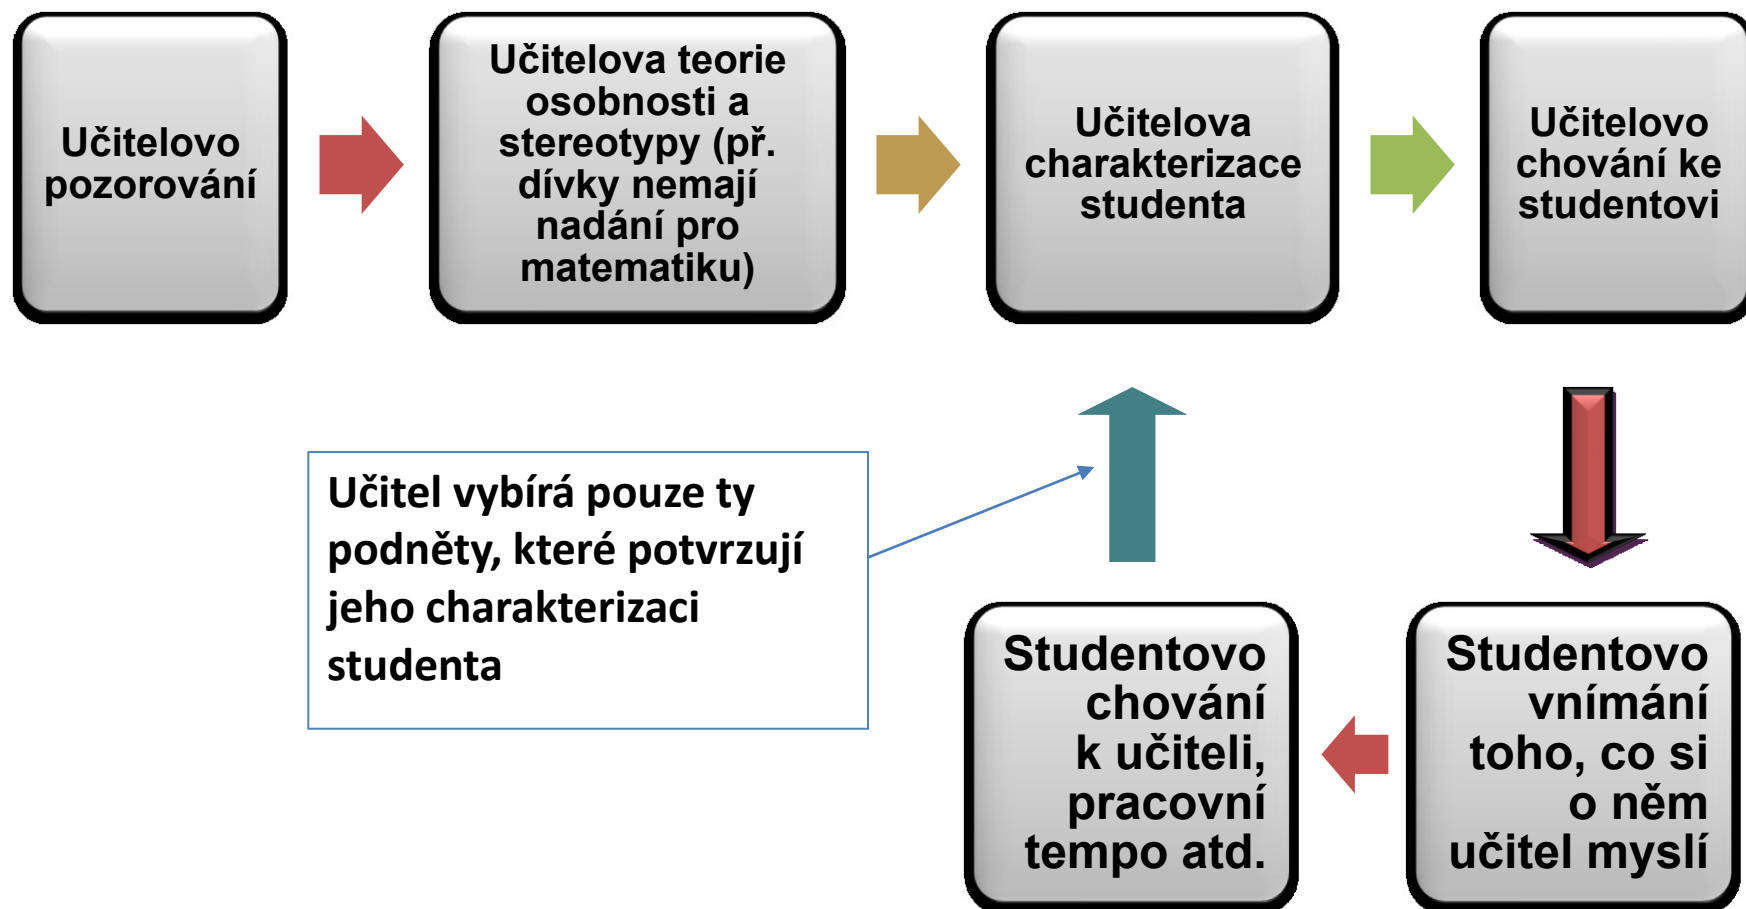 Učitelovo
pozorování
Učitelova teorie
osobnosti a
stereotypy (př.
dívky nemají
nadání pro
matematiku)
Učitelova
charakterizace
studenta
Učitelovo
chování ke
studentovi
Učitel vybírá pouze ty
podněty, které potvrzují
jeho charakterizaci
studenta
Studentovo
chování
k učiteli,
pracovní
tempo atd.
Studentovo
vnímání
toho, co si
o něm
učitel myslí